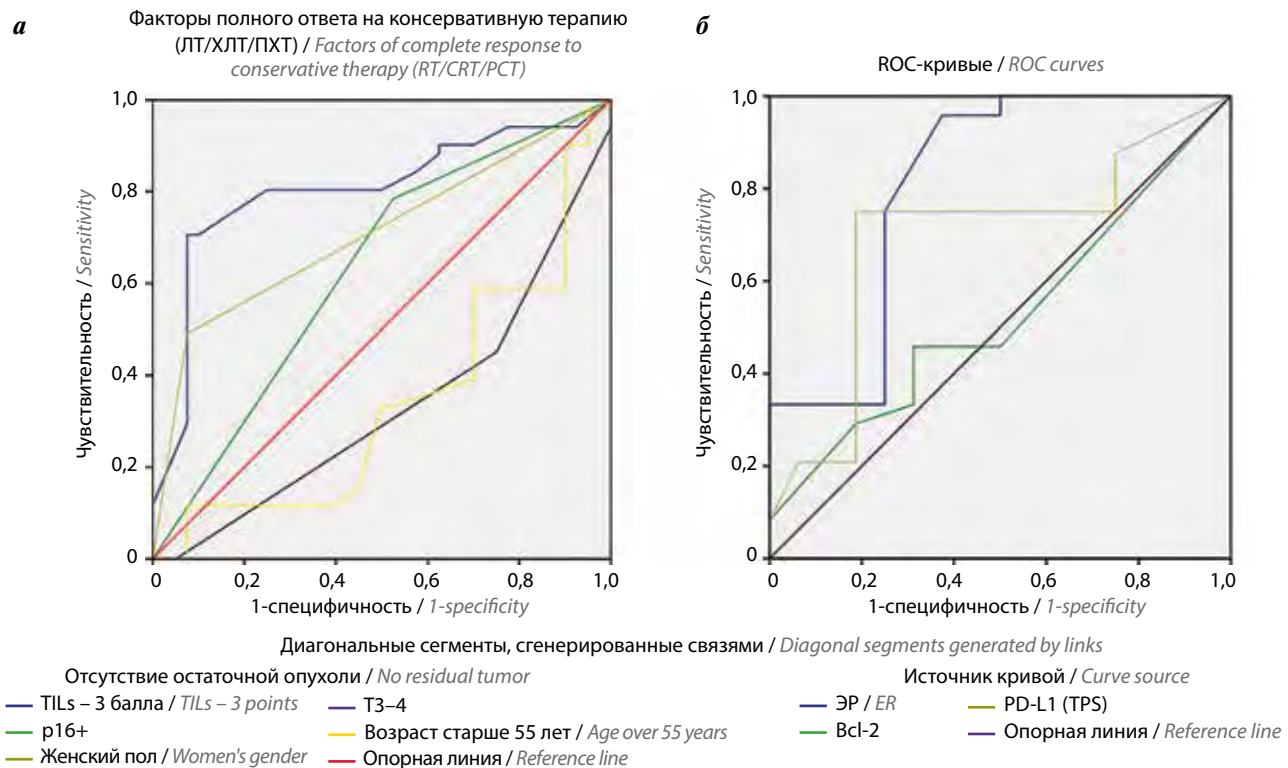 а
Факторы полного ответа на консервативную терапию
(ЛТ/ХЛТ/ПХТ) / Factors of complete response to
conservative therapy (RT/CRT/PCT)
1,0
0,8
0,6
0,4
0,2
0
Чувствительность / Sensitivity
0 0,2 0,4 0,6 0,8 1,0
1-специфичность / 1-specificity
б
ROC-кривые / ROC curves
1,0
0,8
0,6
0,4
0,2
0
Чувствительность / Sensitivity
0 0,2 0,4 0,6 0,8 1,0
1-специфичность / 1-specificity
Диагональные сегменты, сгенерированные связями / Diagonal segments generated by links
Отсутствие остаточной опухоли / No residual tumor
TILs – 3 балла / TILs – 3 points
p16+
Женский пол / Women's gender
T3–4
Возраст старше 55 лет / Age over 55 years
Опорная линия / Reference line
Источник кривой / Curve source
ЭР / ER
Bcl-2
PD-L1 (TPS)
Опорная линия / Reference line